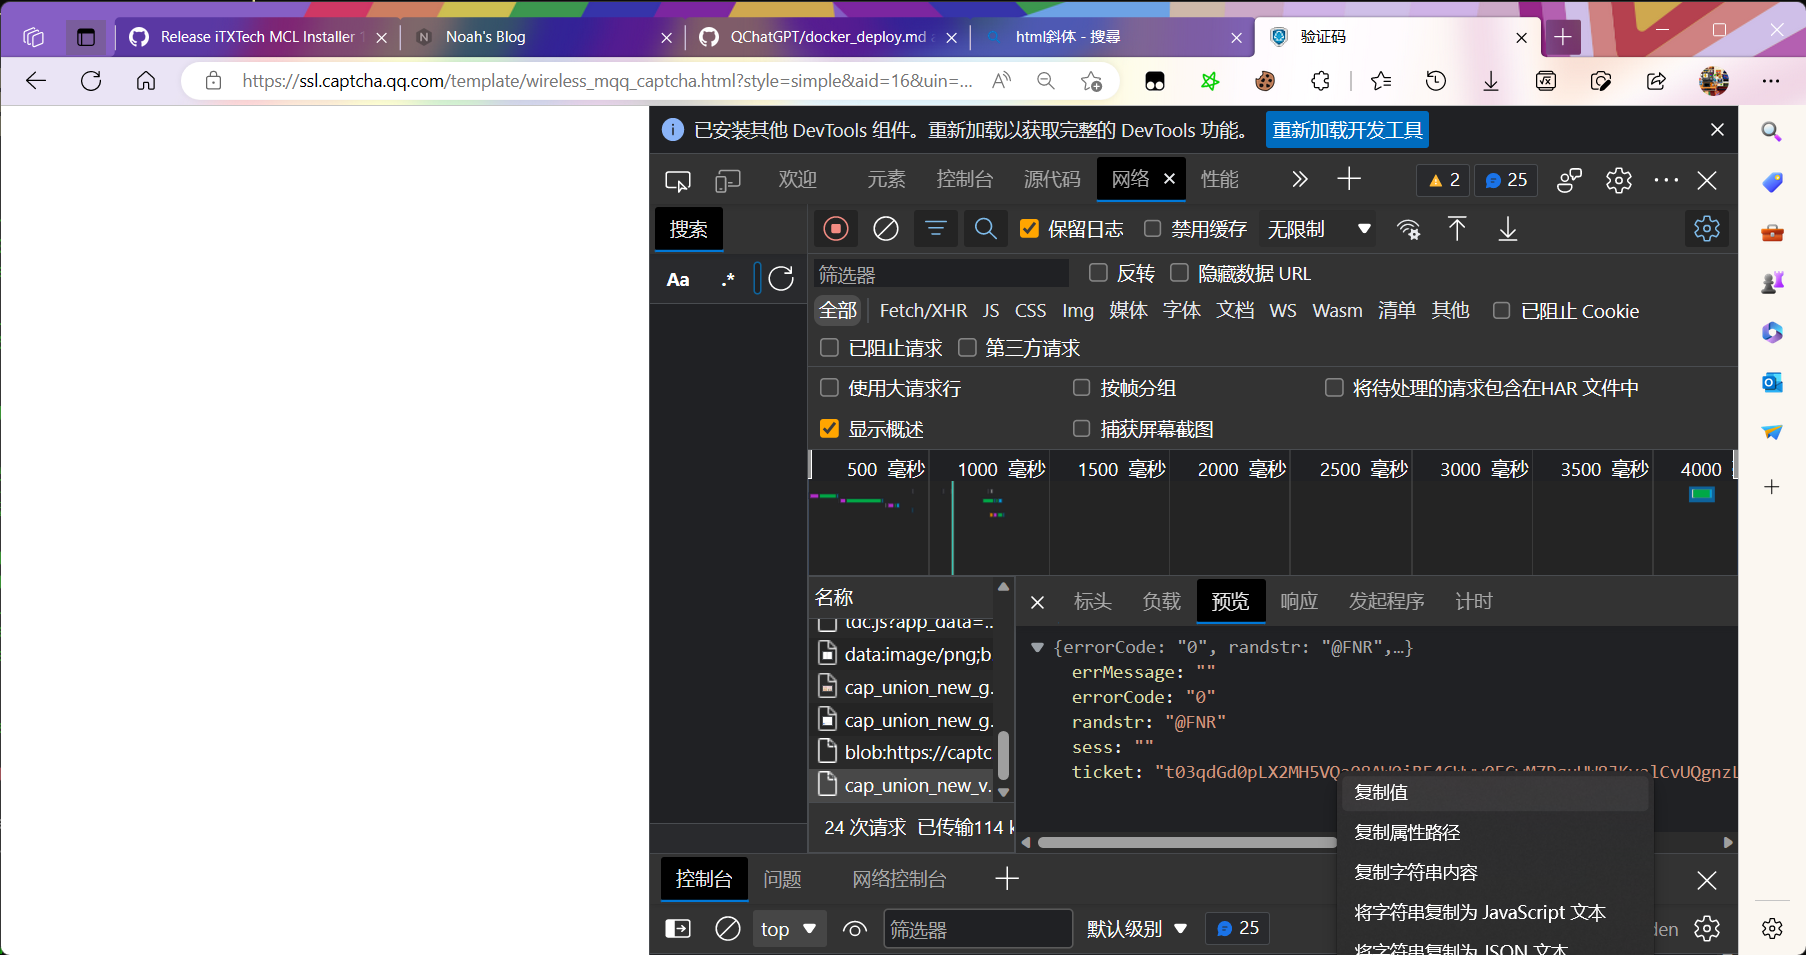 Release iTXTech MCL Installer 1
Noah's Blog
QChatGPT/docker_deploy.md a
html斜体 - 搜尋
验证码
https://ssl.captcha.qq.com/template/wireless_mqq_captcha.html?style=simple&aid=16&uin=...
已安装其他 DevTools 组件。重新加载以获取完整的 DevTools 功能。 重新加载开发工具
欢迎 元素 控制台 源代码 网络 性能 2 25
搜索 保留日志 禁用缓存 无限制
Aa .* 筛选器 反转 隐藏数据 URL
全部 Fetch/XHR JS CSS Img 媒体 字体 文档 WS Wasm 清单 其他 已阻止 Cookie
已阻止请求 第三方请求
使用大请求行 按帧分组 将待处理的请求包含在HAR 文件中
显示概述 捕获屏幕截图
500 毫秒 1000 毫秒 1500 毫秒 2000 毫秒 2500 毫秒 3000 毫秒 3500 毫秒 4000
名称
tdc.js?app_data=...
data:image/png;b
cap_union_new_g.
cap_union_new_g.
blob:https://captc
cap_union_new_v.
24 次请求 已传输114 k
标头 负载 预览 响应 发起程序 计时
{errorCode: "0", randstr: "@FNR",…}
errMessage: ""
errorCode: "0"
randstr: "@FNR"
sess: ""
ticket: "t03qdGd0pLX2MH5VQ
复制值
复制属性路径
复制字符串内容
将字符串复制为 JavaScript 文本
将字符串复制为 JSON 文本
控制台 问题 网络控制台
top 筛选器 默认级别 25 den